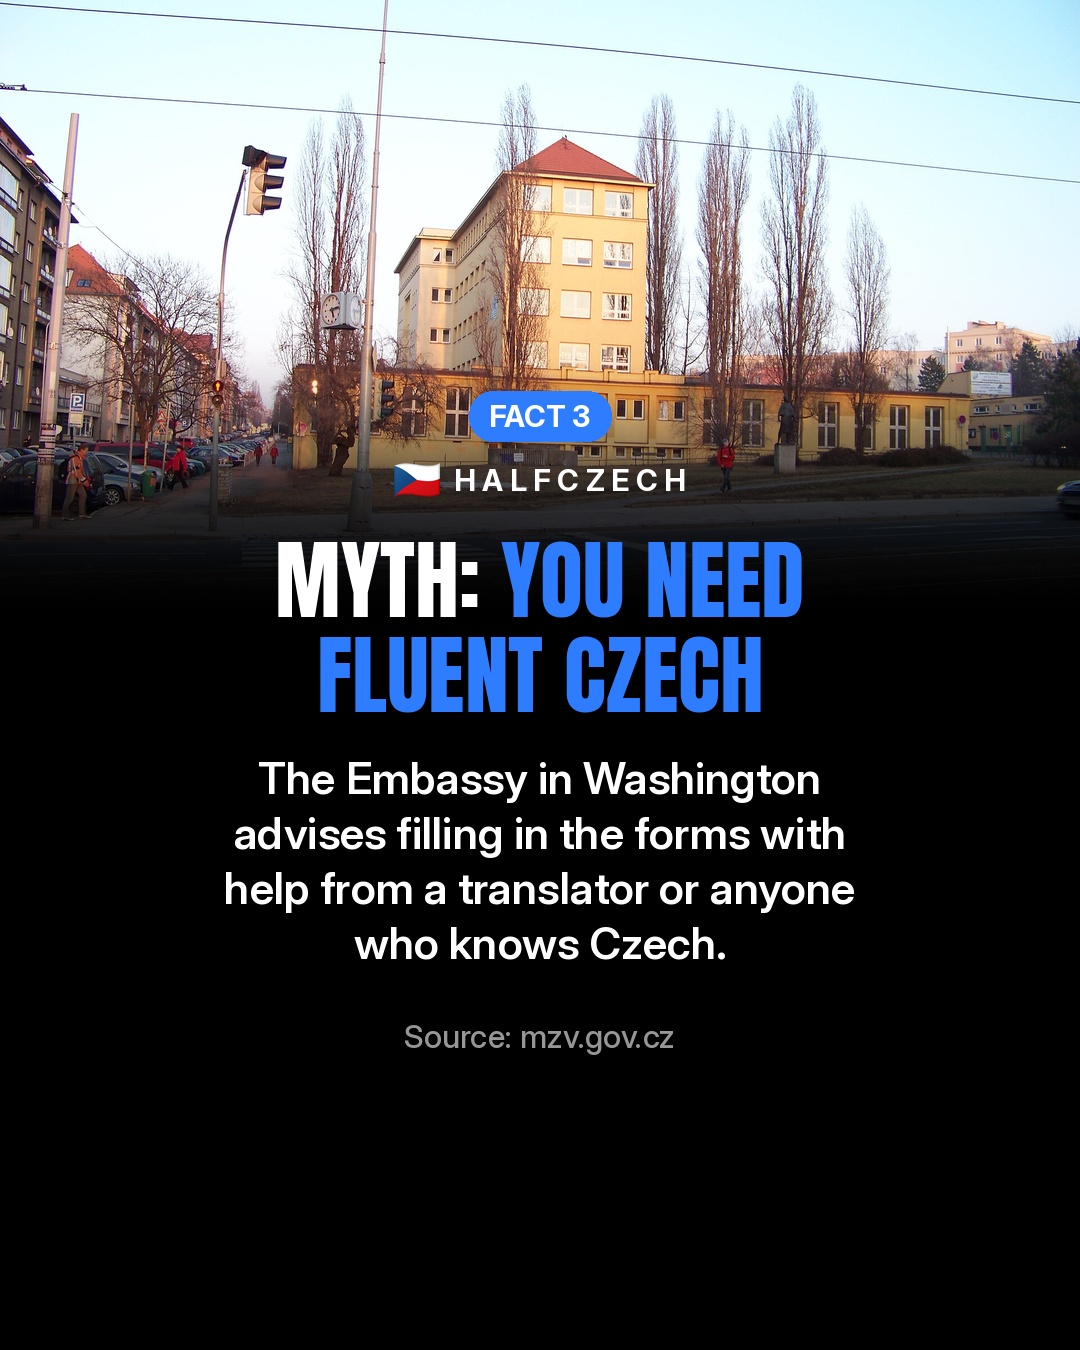 FACT 3
HALFCZECH
MYTH: YOU NEED
FLUENT CZECH
The Embassy in Washington
advises filling in the forms with
help from a translator or anyone
who knows Czech.
Source: mzv.gov.cz